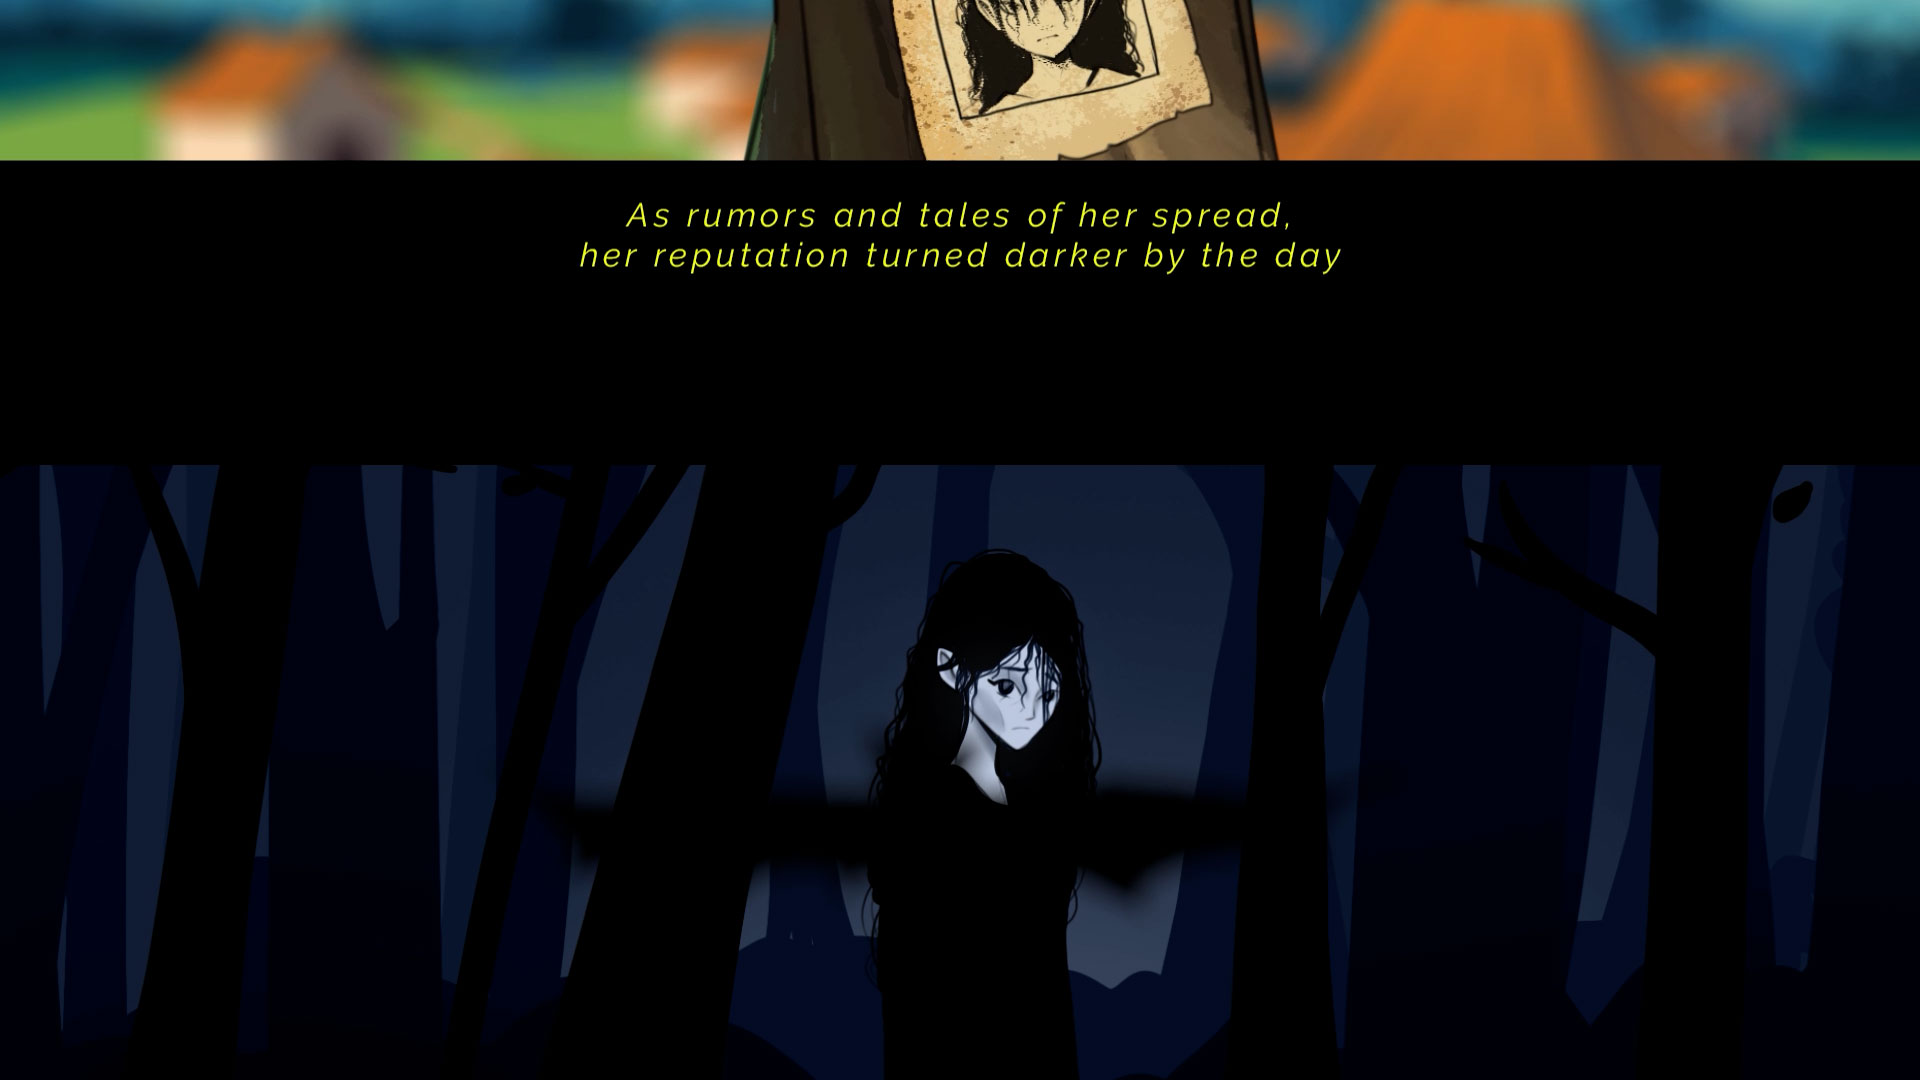 As rumors and tales of her spread,
her reputation turned darker by the day